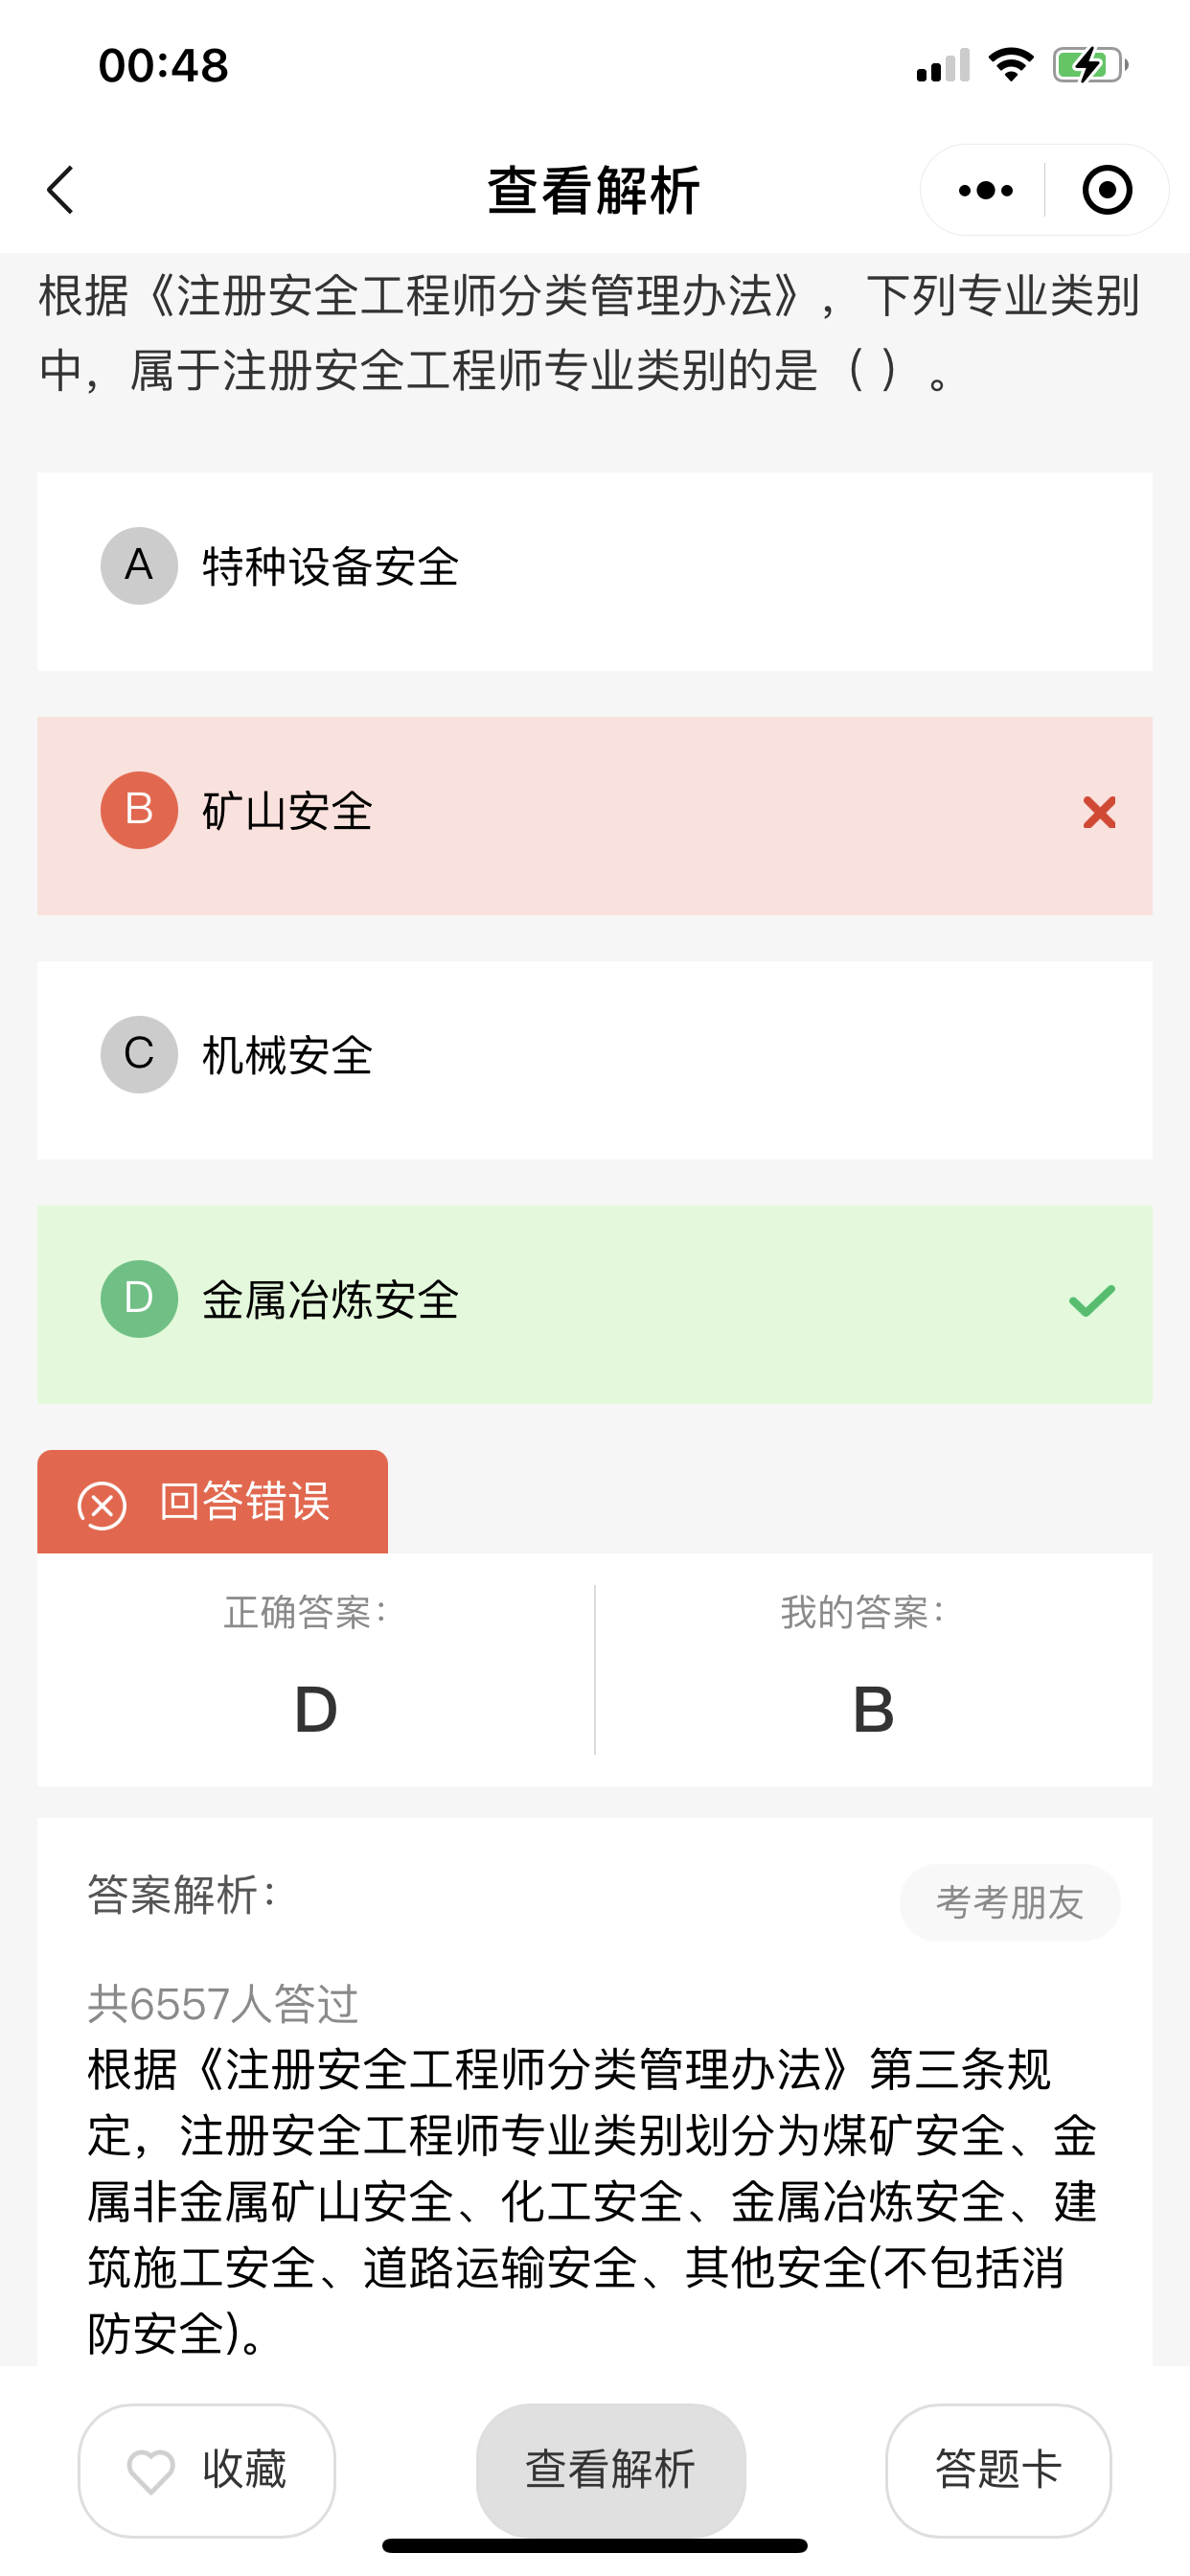 00:48
查看解析
根据《注册安全工程师分类管理办法》，下列专业类别
中，属于注册安全工程师专业类别的是（ ）。
A 特种设备安全
B 矿山安全
C 机械安全
D 金属冶炼安全
回答错误
正确答案：
我的答案：
D
B
答案解析：
考考朋友
共6557人答过
根据《注册安全工程师分类管理办法》第三条规
定，注册安全工程师专业类别划分为煤矿安全、金
属非金属矿山安全、化工安全、金属冶炼安全、建
筑施工安全、道路运输安全、其他安全(不包括消
防安全)。
收藏
查看解析
答题卡